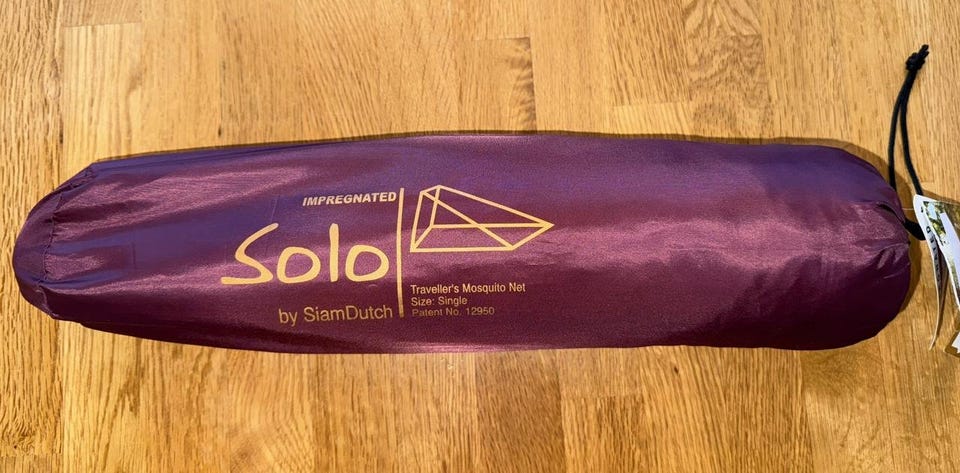 IMPREGNATED
Solo
by SiamDutch
Traveller's Mosquito Net
Size: Single
Patent No. 12950